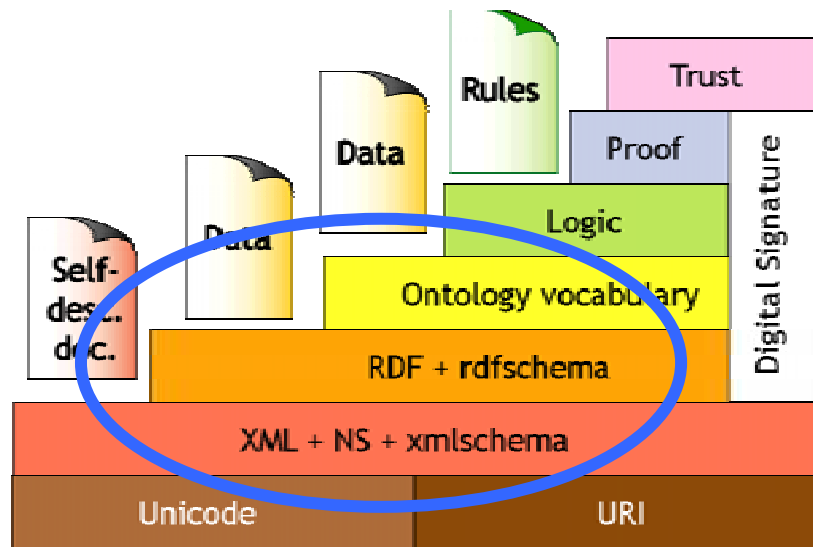 Trust
Rules
Proof
Data
Logic
Data
Digital Signature
Self-
desc.
doc.
Ontology vocabulary
RDF + rdfschema
XML + NS + xmlschema
Unicode
URI